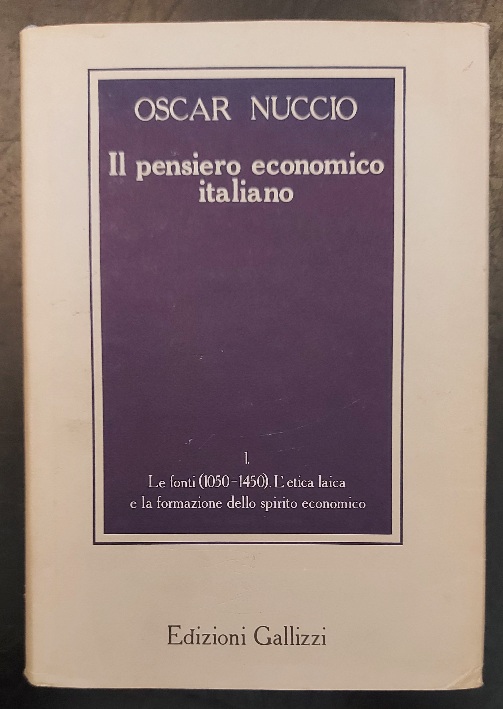 OSCAR NUCCIO
Il pensiero economico
italiano
1.
Le fonti (1050-1450). L'etica laica
e la formazione dello spirito economico
Edizioni Gallizzi